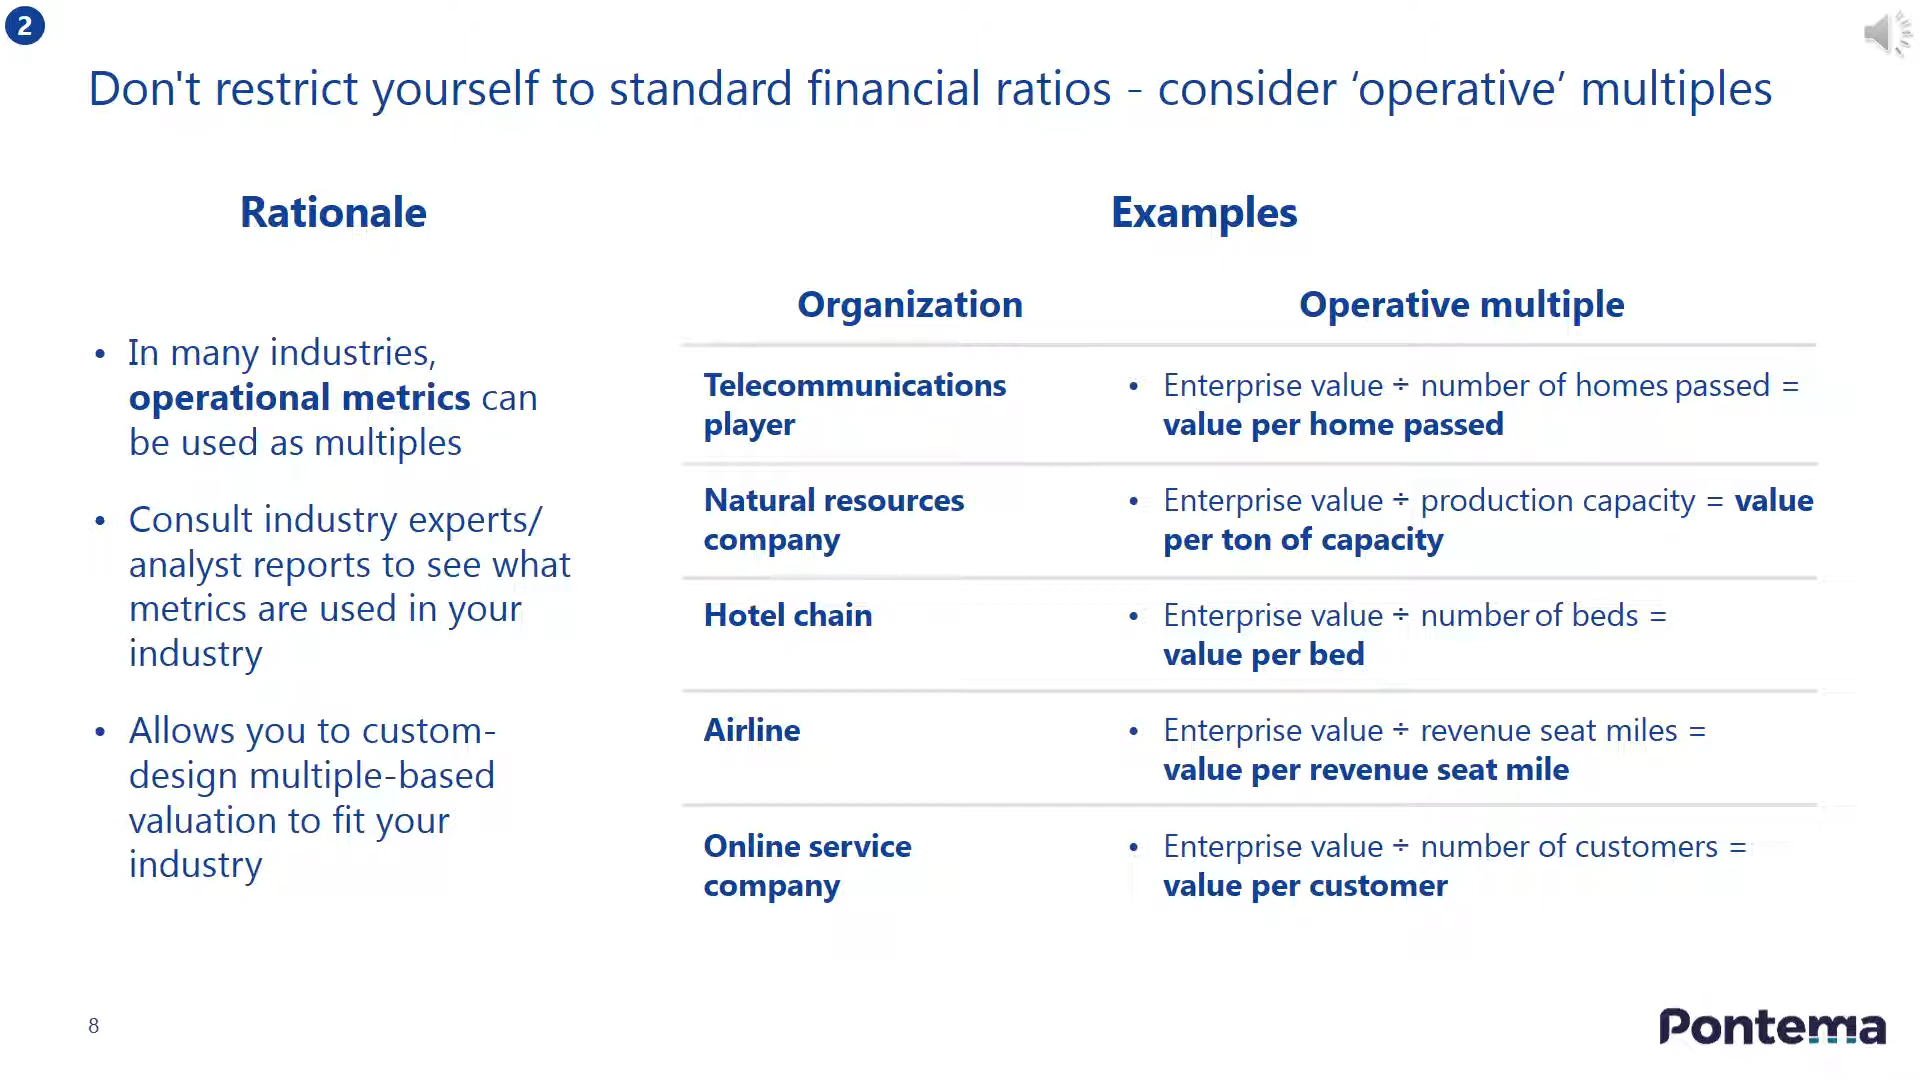 2
Don't restrict yourself to standard financial ratios - consider ‘operative’ multiples
Rationale
• In many industries,
operational metrics can
be used as multiples
• Consult industry experts/
analyst reports to see what
metrics are used in your
industry
• Allows you to custom-
design multiple-based
valuation to fit your
industry
Examples
Organization
Operative multiple
Telecommunications
player
• Enterprise value ÷ number of homes passed =
value per home passed
Natural resources
company
• Enterprise value ÷ production capacity = value
per ton of capacity
Hotel chain
• Enterprise value ÷ number of beds =
value per bed
Airline
• Enterprise value ÷ revenue seat miles =
value per revenue seat mile
Online service
company
• Enterprise value ÷ number of customers =
value per customer
8
Pontema